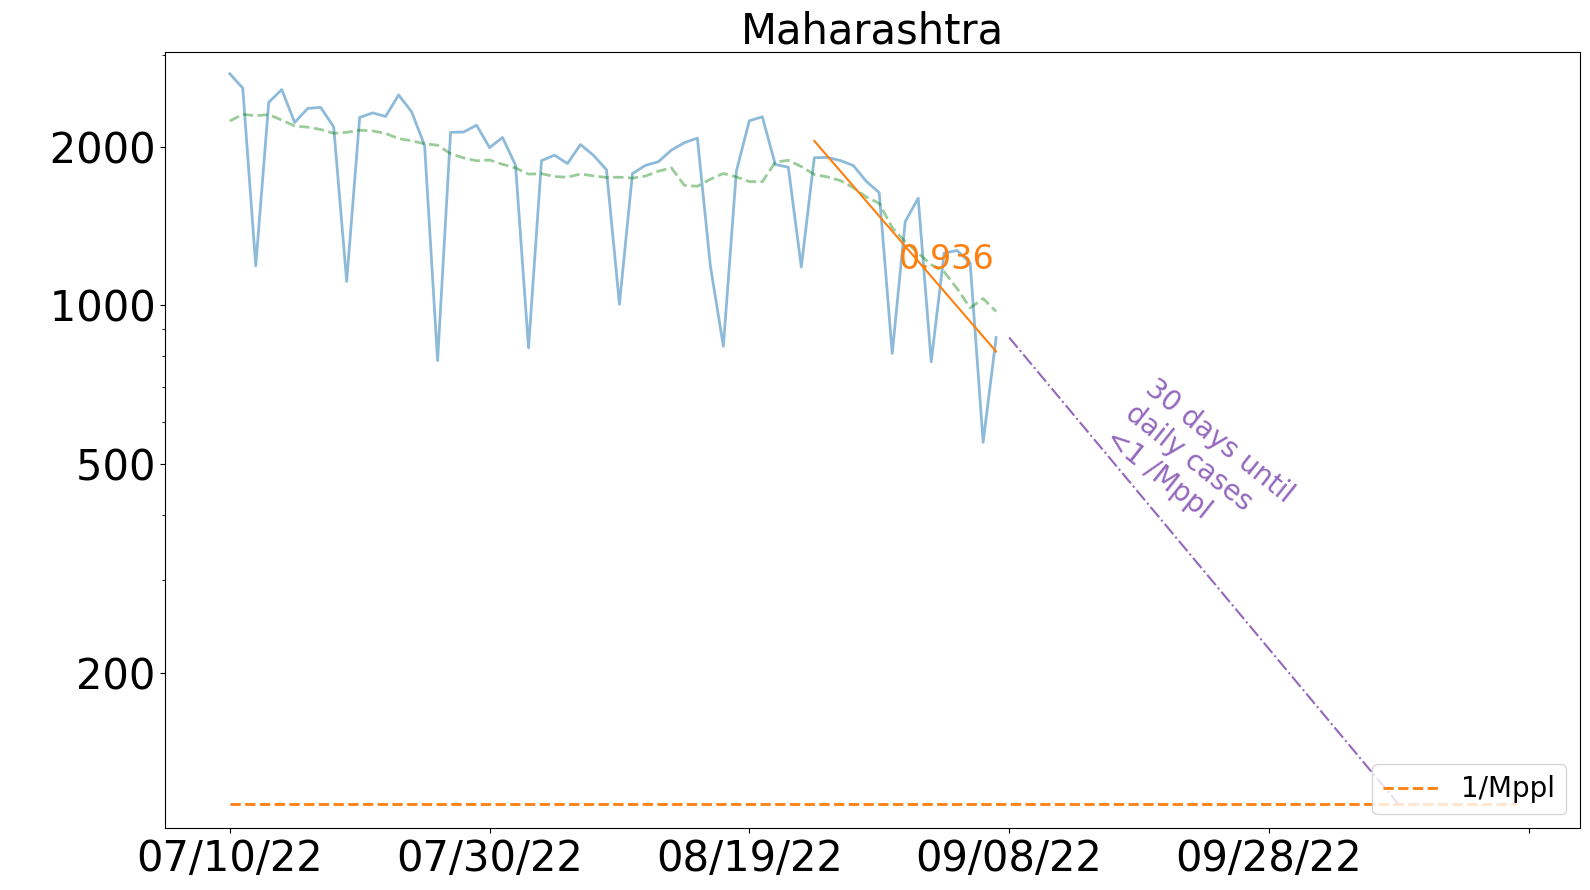 Maharashtra
2000
1000
500
200
0.936
30 days until
daily cases
<1 /Mppl
1/Mppl
07/10/22
07/30/22
08/19/22
09/08/22
09/28/22